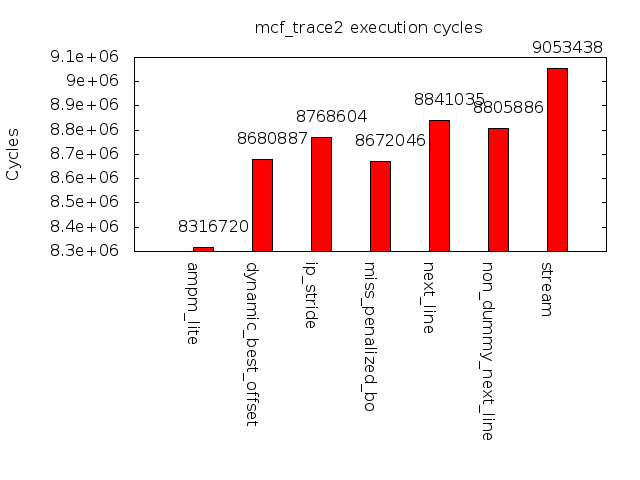 mcf_trace2 execution cycles
Cycles
9.1e+06
9e+06
8.9e+06
8.8e+06
8.7e+06
8.6e+06
8.5e+06
8.4e+06
8.3e+06
8316720
8680887
8768604
8672046
8841035
8805886
9053438
ampm_lite
dynamic_best_offset
ip_stride
miss_penalized_bo
next_line
non_dummy_next_line
stream